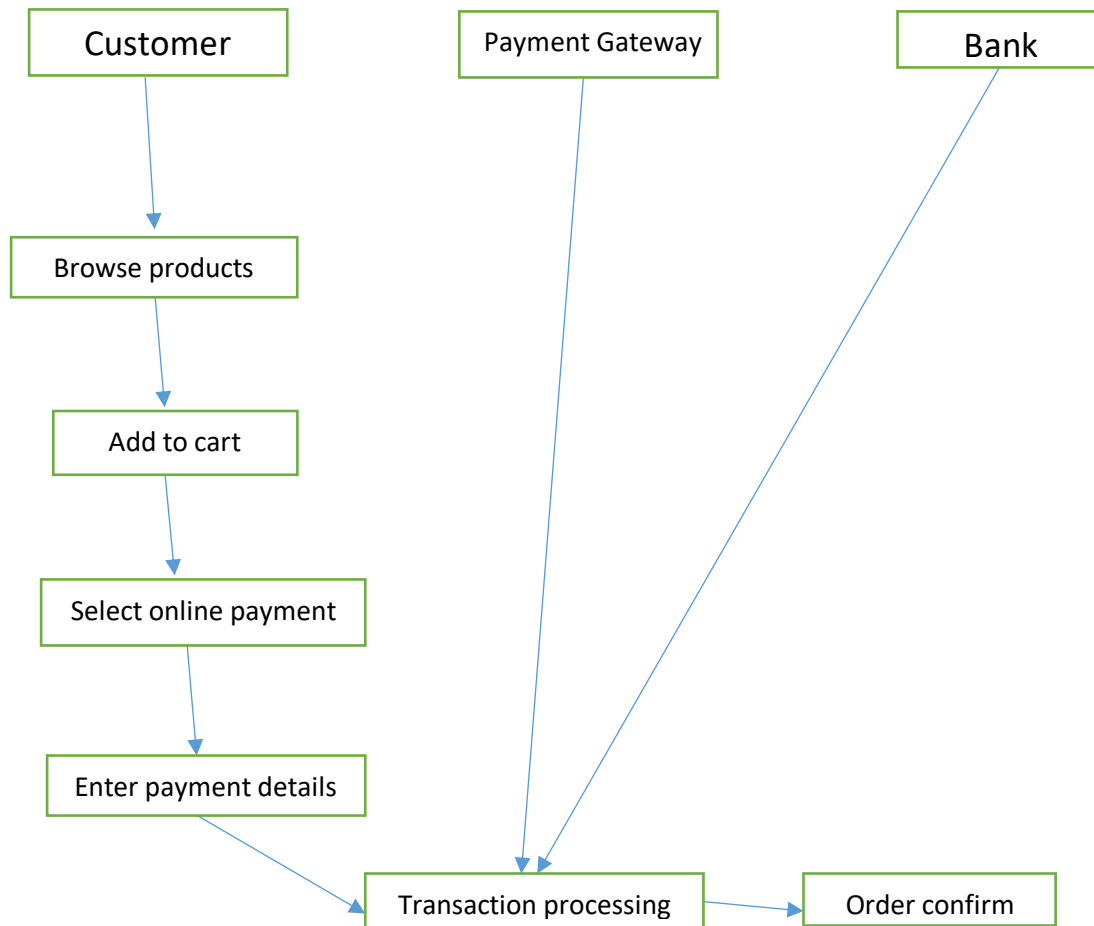 Customer
Payment Gateway
Bank
Browse products
Add to cart
Select online payment
Enter payment details
Transaction processing
Order confirm